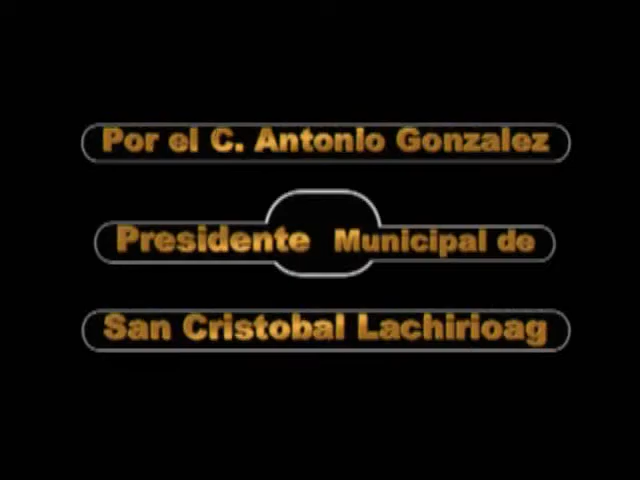 Por el C. Antonio Gonzalez
Presidente Municipal de
San Cristobal Lachirioag